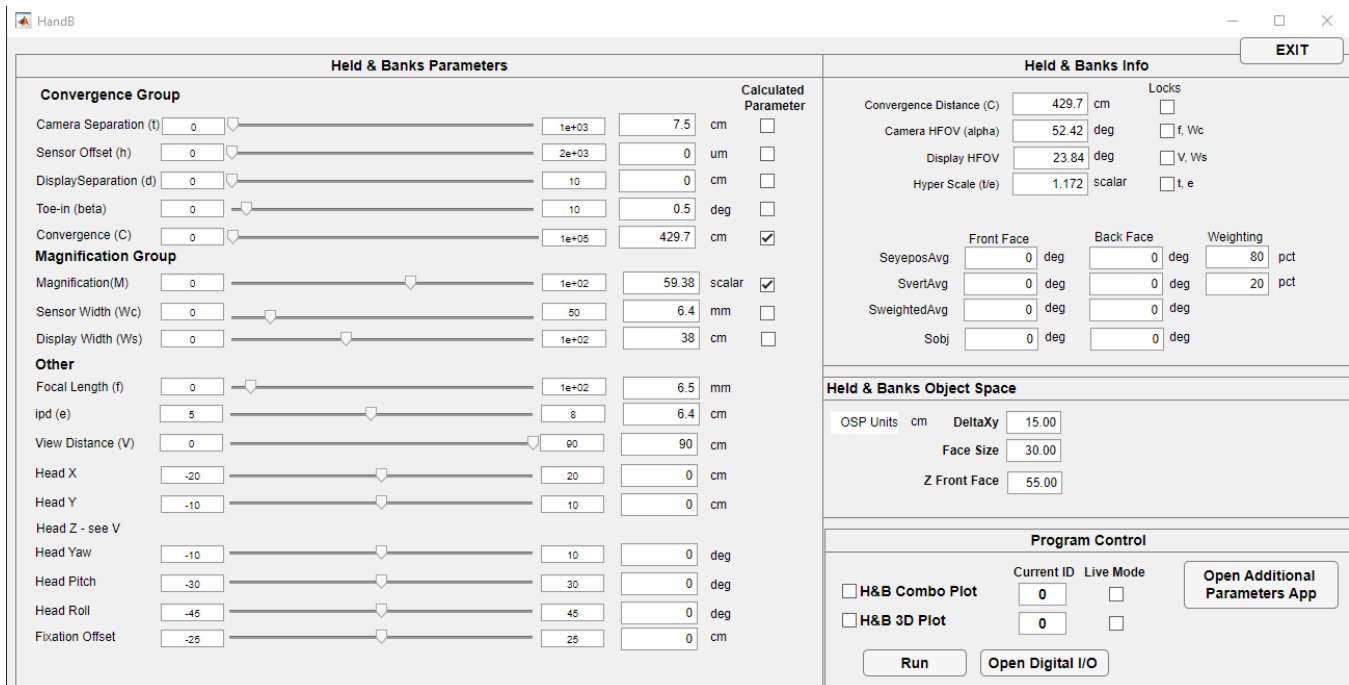 HandB
EXIT
Held & Banks Parameters
Convergence Group
Calculated
Parameter
Camera Separation (t) 0 1e+03 7.5 cm
Sensor Offset (h) 0 2e+03 0 um
DisplaySeparation (d) 0 10 0 cm
Toe-in (beta) 0 10 0.5 deg
Convergence (C) 0 1e+05 429.7 cm
Magnification Group
Magnification(M) 0 1e+02 59.38 scalar
Sensor Width (Wc) 0 50 6.4 mm
Display Width (Ws) 0 1e+02 38 cm
Other
Focal Length (f) 0 1e+02 6.5 mm
ipd (e) 5 8 6.4 cm
View Distance (V) 0 90 90 cm
Head X -20 20 0 cm
Head Y -10 10 0 cm
Head Z - see V
Head Yaw -10 10 0 deg
Head Pitch -30 30 0 deg
Head Roll -45 45 0 deg
Fixation Offset -25 25 0 cm
Held & Banks Info
Locks
Convergence Distance (C) 429.7 cm
Camera HFOV (alpha) 52.42 deg f, Wc
Display HFOV 23.84 deg V, Ws
Hyper Scale (t/e) 1.172 scalar t, e
Front Face Back Face Weighting
SeyeposAvg 0 deg 0 deg 80 pct
SvertAvg 0 deg 0 deg 20 pct
SweightedAvg 0 deg 0 deg
Sobj 0 deg 0 deg
Held & Banks Object Space
OSP Units cm DeltaXy 15.00
Face Size 30.00
Z Front Face 55.00
Program Control
Current ID Live Mode
H&B Combo Plot 0
H&B 3D Plot 0
Open Additional
Parameters App
Run Open Digital I/O